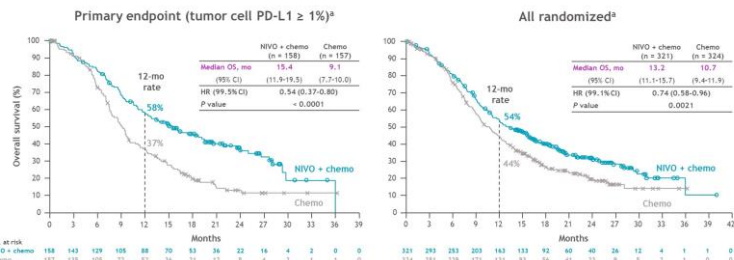 Primary endpoint (tumor cell PD-L1 ≥ 1%)ᵃ
NIVO + chemo (n = 158)
Chemo (n = 157)
Median OS, mo 15.4 9.1
(95% CI) (11.9-19.5) (7.7-10.0)
HR (99.5% CI) 0.54 (0.37-0.80)
P value < 0.0001
Overall survival (%)
100
90
80
70
60
50
40
30
20
10
0
12-mo
rate
58%
37%
NIVO + chemo
Chemo
0 3 6 9 12 15 18 21 24 27 30 33 36 39
Months
at risk
+ chemo 158 143 129 105 88 70 53 36 22 16 4 2 0 0
All randomizedᵃ
NIVO + chemo (n = 321)
Chemo (n = 324)
Median OS, mo 13.2 10.7
(95% CI) (11.1-15.7) (9.4-11.9)
HR (99.1% CI) 0.74 (0.58-0.96)
P value 0.0021
100
90
80
70
60
50
40
30
20
10
0
12-mo
rate
54%
44%
NIVO + chemo
Chemo
0 3 6 9 12 15 18 21 24 27 30 33 36 39 42
Months
321 293 253 203 163 133 92 60 40 26 12 4 1 1 0